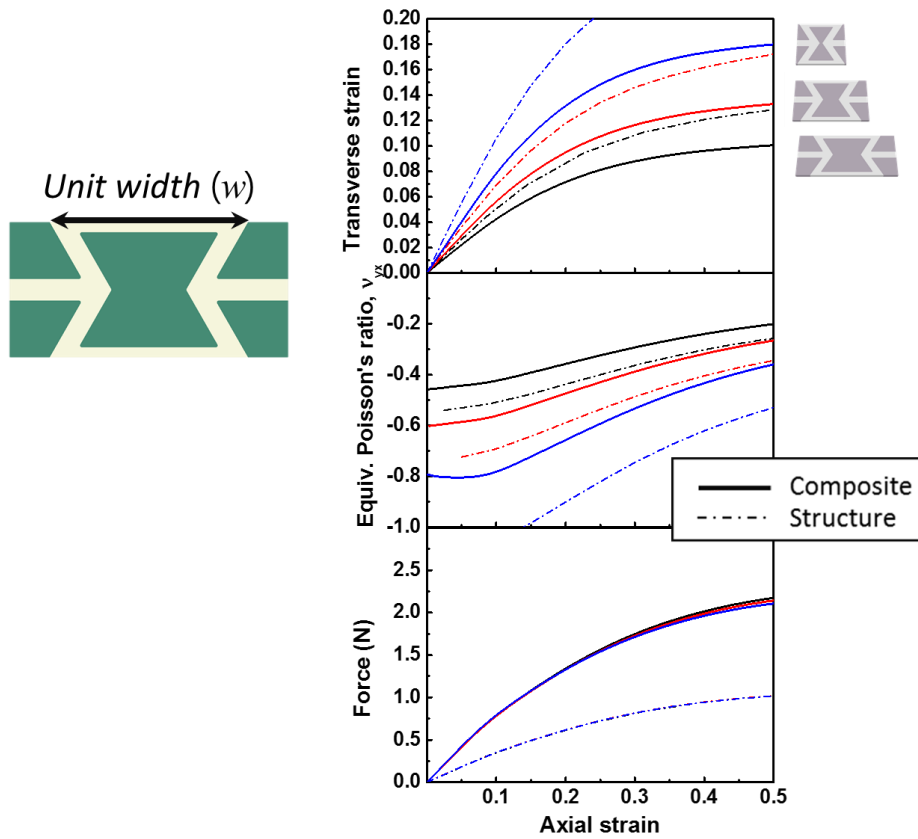 Unit width (w)
Transverse strain
0.20
0.18
0.16
0.14
0.12
0.10
0.08
0.06
0.04
0.02
0.00
Equiv. Poisson's ratio, νyx
-0.2
-0.4
-0.6
-0.8
-1.0
Composite
Structure
Force (N)
2.5
2.0
1.5
1.0
0.5
0.0
0.1 0.2 0.3 0.4 0.5
Axial strain